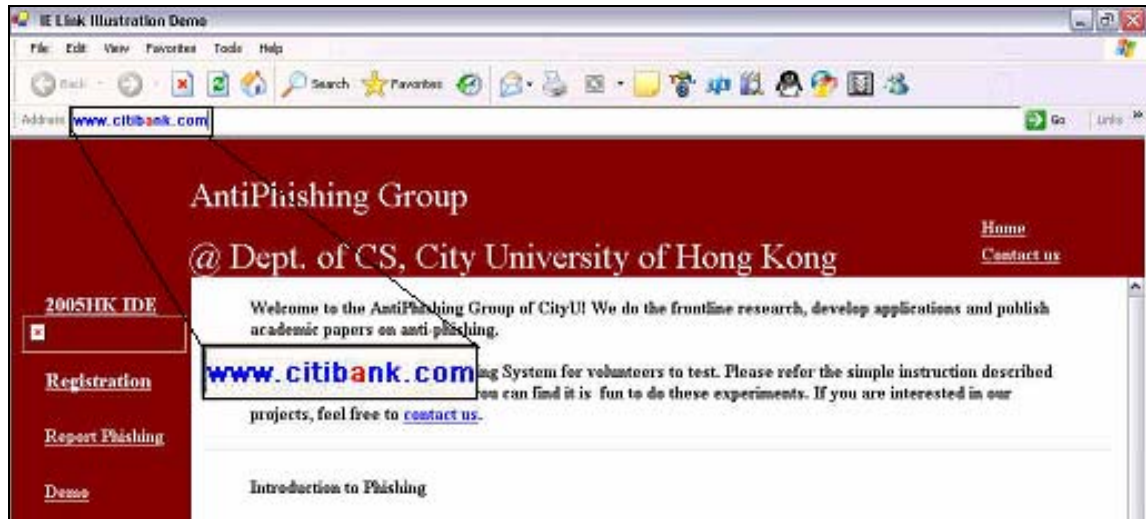 IE Link Illustration Demo
File Edit View Favorites Tools Help
Back Search Favorites
Address www.citibank.com Go Links »
AntiPhishing Group
@ Dept. of CS, City University of Hong Kong
Home
Contact us
2005HK IDE
Registration
Report Phishing
Demo
Welcome to the AntiPhishing Group of CityU! We do the frontline research, develop applications and publish
academic papers on anti-phishing.
www.citibank.com
ng System for volunteers to test. Please refer the simple instruction described
you can find it is fun to do these experiments. If you are interested in our
projects, feel free to contact us.
Introduction to Phishing